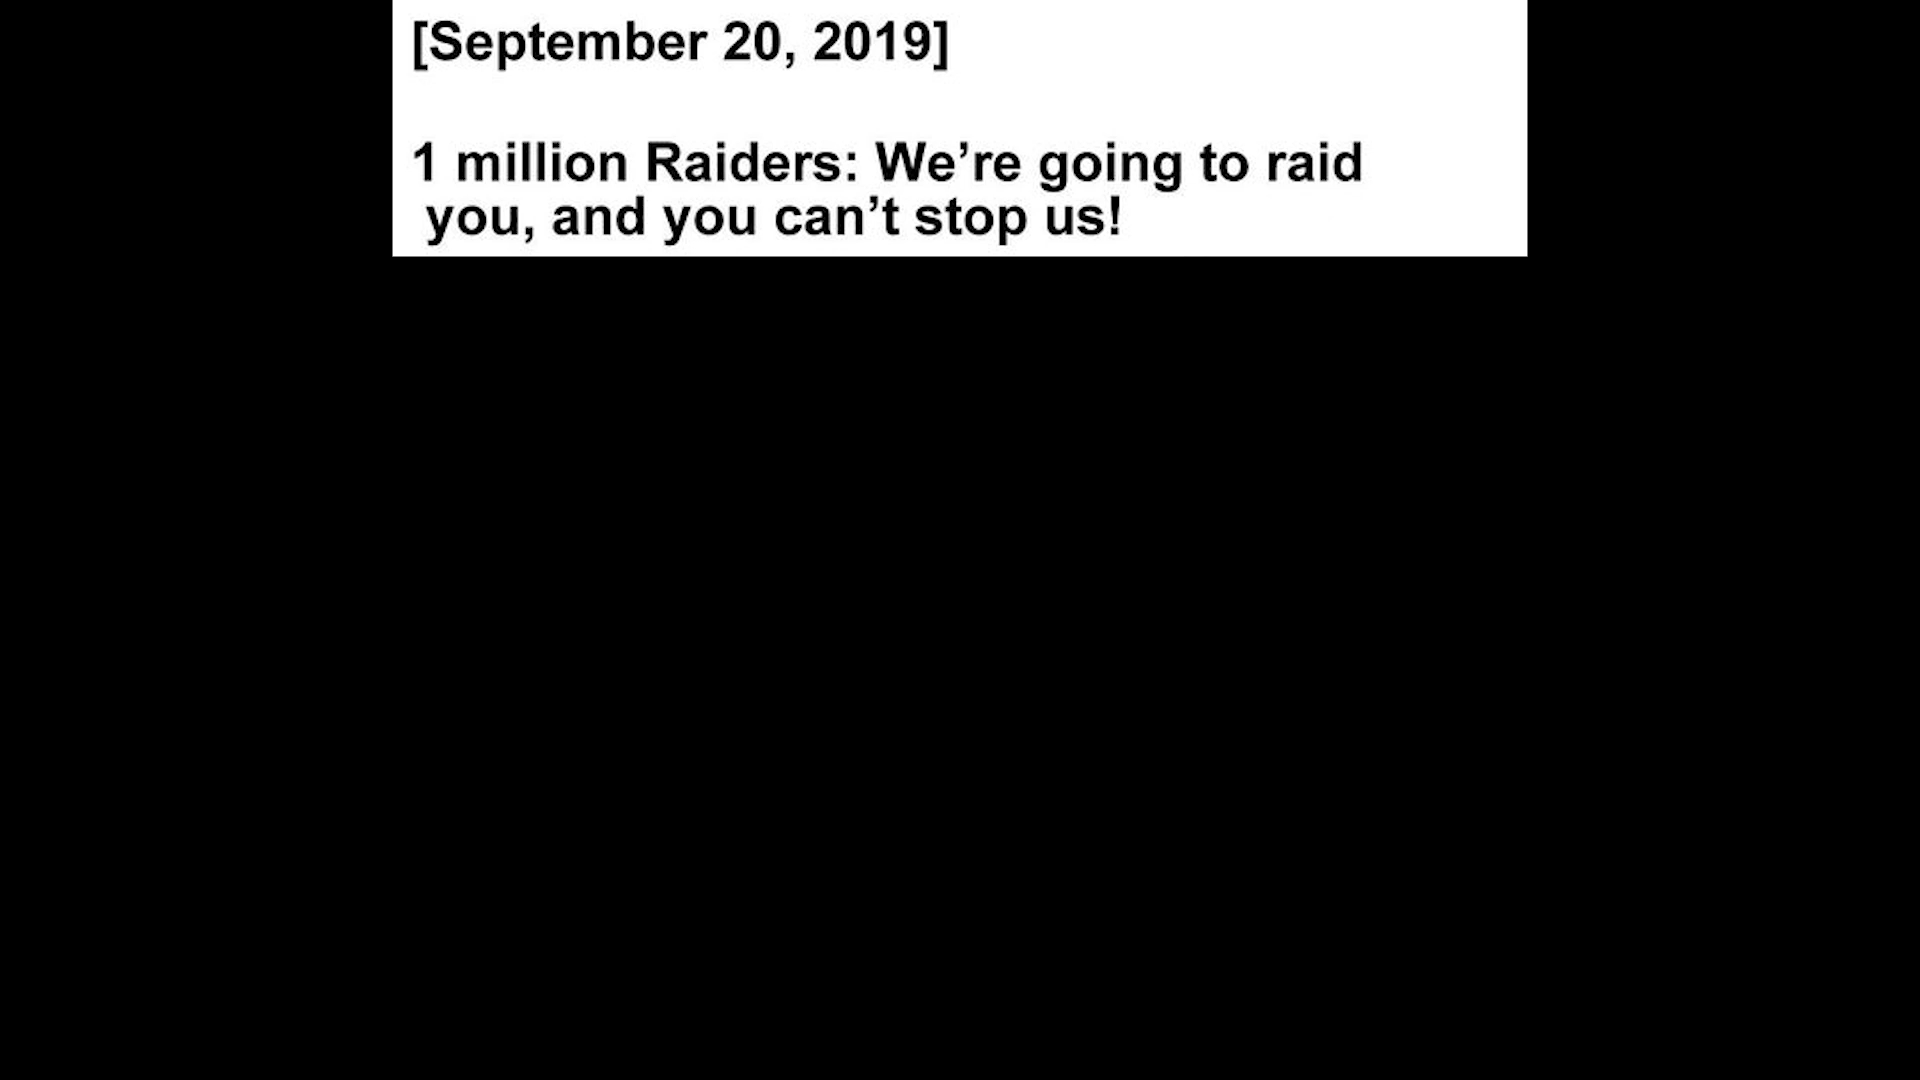 [September 20, 2019]
1 million Raiders: We’re going to raid
you, and you can’t stop us!